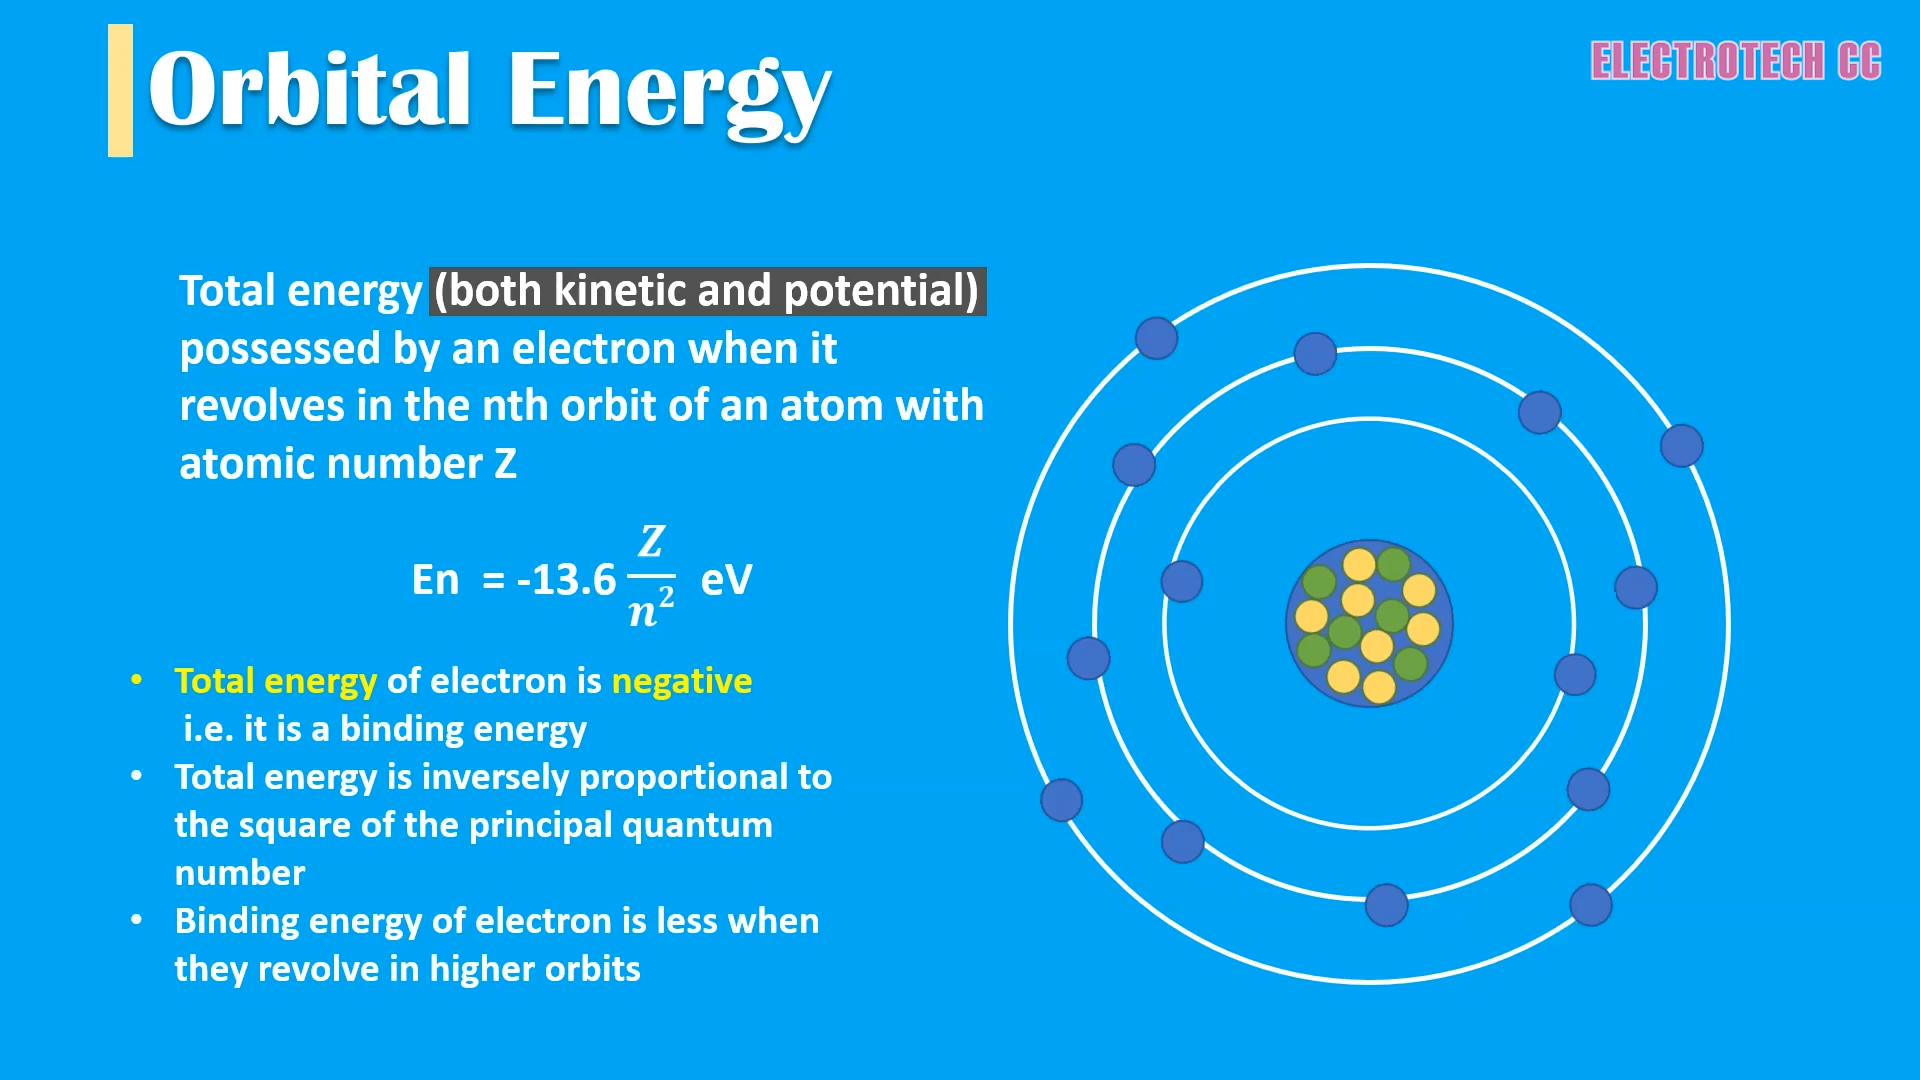 Orbital Energy
ELECTROTECH CC
Total energy (both kinetic and potential)
possessed by an electron when it
revolves in the nth orbit of an atom with
atomic number Z
En = -13.6 Z/n² eV
• Total energy of electron is negative
i.e. it is a binding energy
• Total energy is inversely proportional to
the square of the principal quantum
number
• Binding energy of electron is less when
they revolve in higher orbits